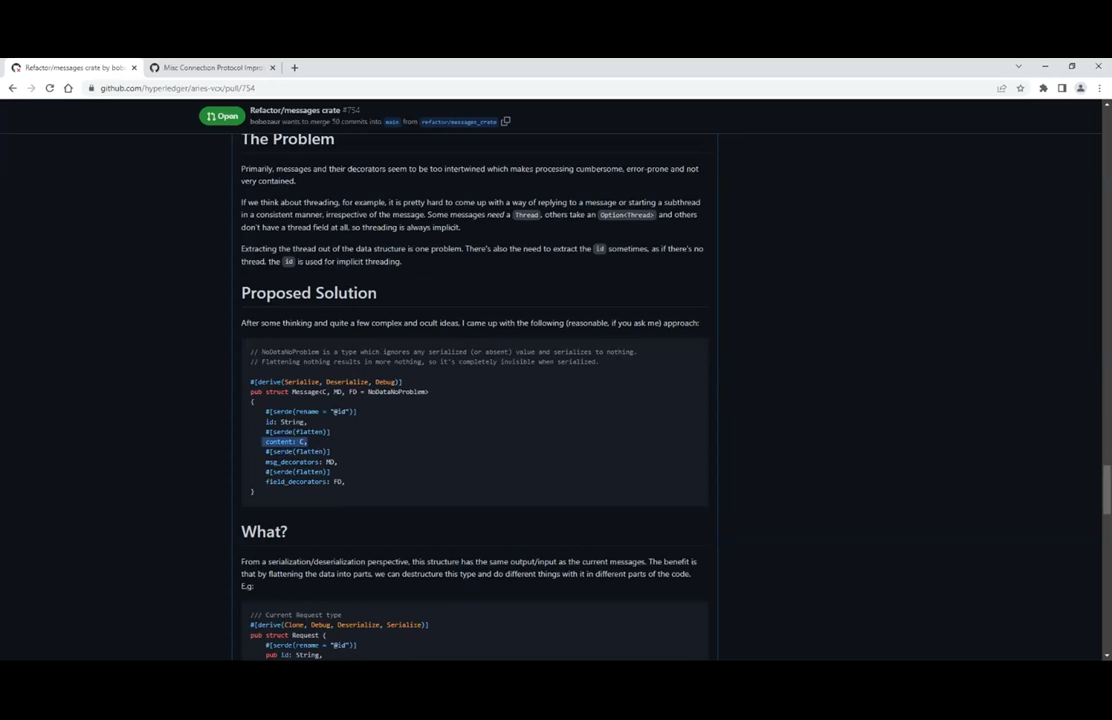 Refactor/messages crate by bob
Misc Connection Protocol Impro
github.com/hyperledger/aries-vcx/pull/754
Open
Refactor/messages crate #754
bobozaur wants to merge 50 commits into main from refactor/messages_crate
The Problem
Primarily, messages and their decorators seem to be too intertwined which makes processing cumbersome, error-prone and not
very contained.
If we think about threading, for example, it is pretty hard to come up with a way of replying to a message or starting a subthread
in a consistent manner, irrespective of the message. Some messages need a Thread, others take an Option<Thread> and others
don't have a thread field at all, so threading is always implicit.
Extracting the thread out of the data structure is one problem. There's also the need to extract the id sometimes, as if there's no
thread, the id is used for implicit threading.
Proposed Solution
After some thinking and quite a few complex and ocult ideas, I came up with the following (reasonable, if you ask me) approach:
// NoDataNoProblem is a type which ignores any serialized (or absent) value and serializes to nothing.
// Flattening nothing results in more nothing, so it's completely invisible when serialized.
#[derive(Serialize, Deserialize, Debug)]
pub struct Message<C, MD, FD = NoDataNoProblem>
{
#[serde(rename = "@id")]
id: String,
#[serde(flatten)]
content: C,
#[serde(flatten)]
msg_decorators: MD,
#[serde(flatten)]
field_decorators: FD,
}
What?
From a serialization/deserialization perspective, this structure has the same output/input as the current messages. The benefit is
that by flattening the data into parts, we can destructure this type and do different things with it in different parts of the code.
E.g:
/// Current Request type
#[derive(Clone, Debug, Deserialize, Serialize)]
pub struct Request {
#[serde(rename = "@id")]
pub id: String,